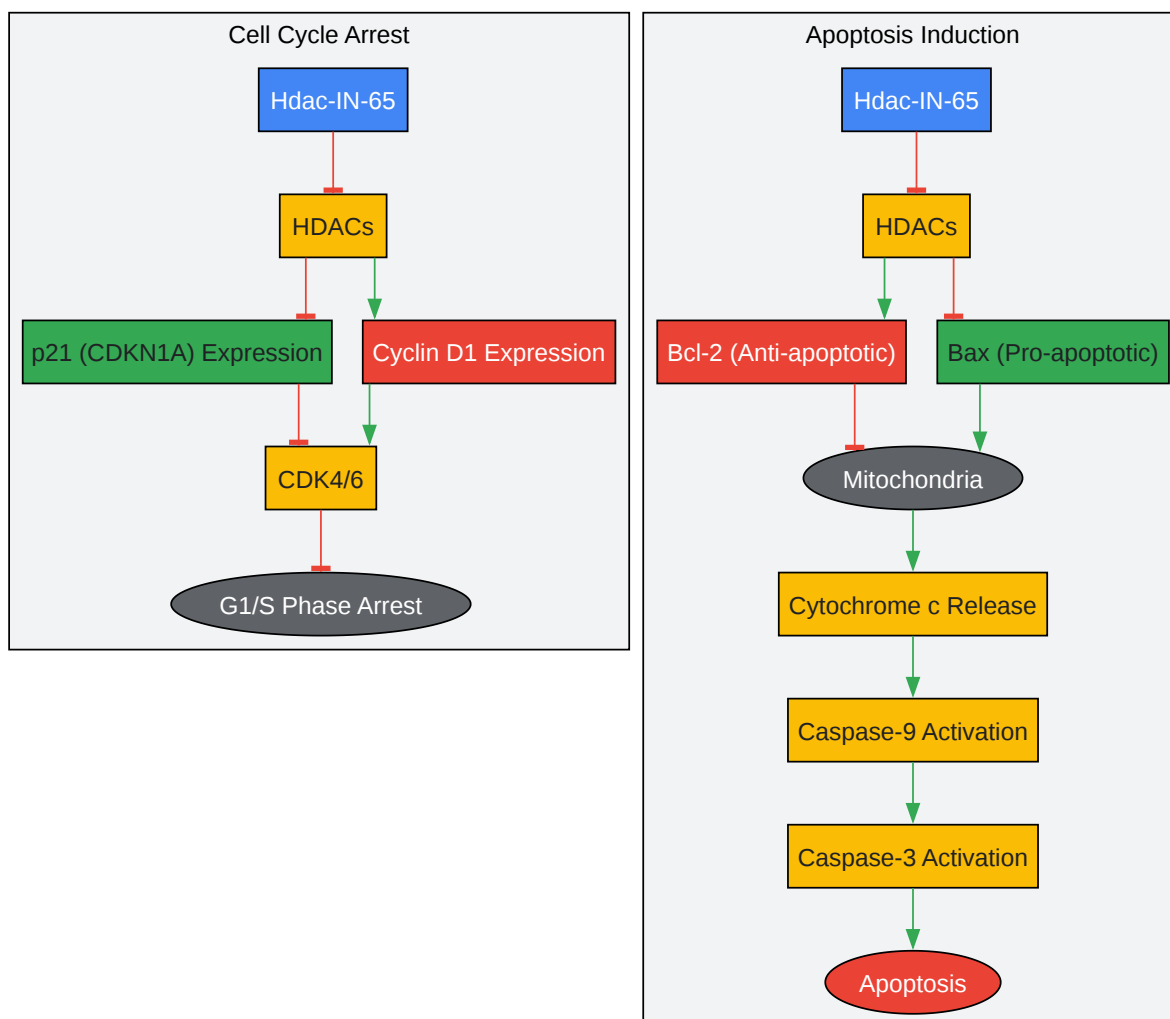 Cell Cycle Arrest
Hdac-IN-65
HDACs
p21 (CDKN1A) Expression
Cyclin D1 Expression
CDK4/6
G1/S Phase Arrest
Apoptosis Induction
Hdac-IN-65
HDACs
Bcl-2 (Anti-apoptotic)
Bax (Pro-apoptotic)
Mitochondria
Cytochrome c Release
Caspase-9 Activation
Caspase-3 Activation
Apoptosis